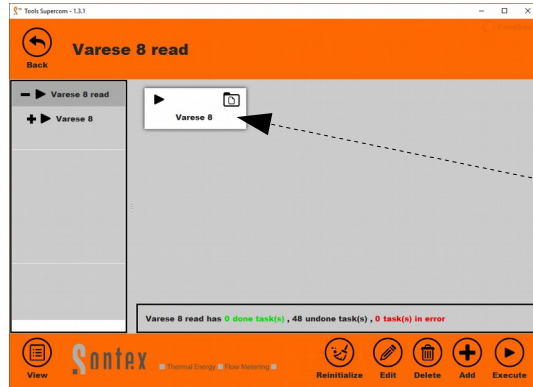 Tools Supercom - 1.3.1
Back
Varese 8 read
Varese 8 read
Varese 8
Varese 8
Varese 8 read has 0 done task(s) , 48 undone task(s) , 0 task(s) in error
View
Sontex
Thermal Energy Flow Metering
Reinitialize
Edit
Delete
Add
Execute